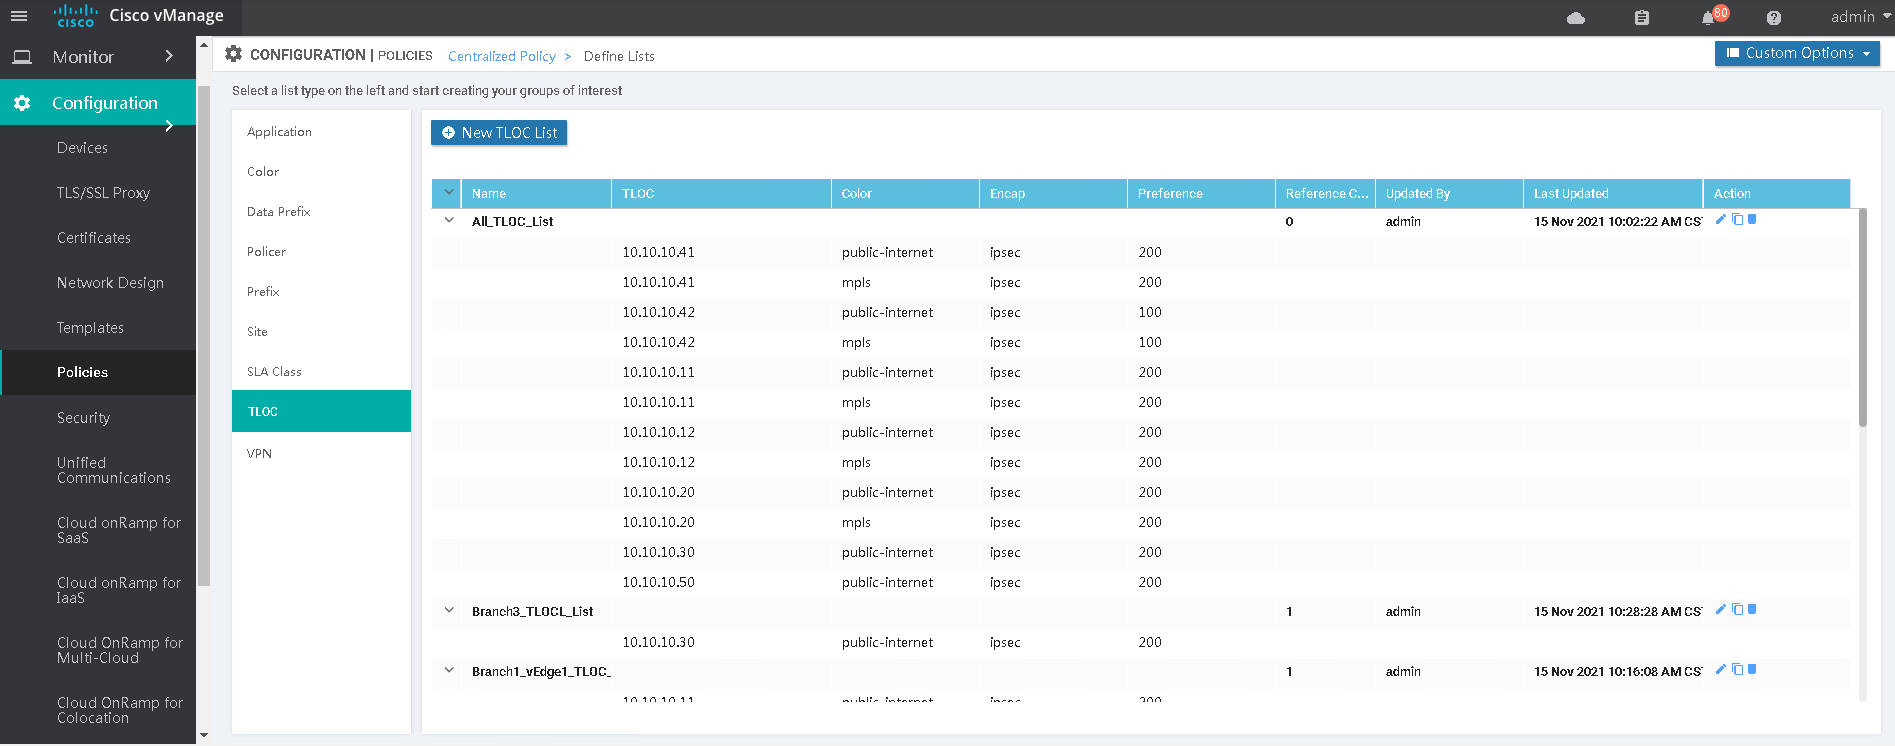 CISCO
Cisco vManage
80
admin
Monitor
Configuration
Devices
TLS/SSL Proxy
Certificates
Network Design
Templates
Policies
Security
Unified
Communications
Cloud onRamp for
SaaS
Cloud onRamp for
IaaS
Cloud OnRamp for
Multi-Cloud
Cloud OnRamp for
Colocation
CONFIGURATION | POLICIES Centralized Policy > Define Lists
Custom Options
Select a list type on the left and start creating your groups of interest
Application
Color
Data Prefix
Policer
Prefix
Site
SLA Class
TLOC
VPN
New TLOC List
Name TLOC Color Encap Preference Reference C... Updated By Last Updated Action
All_TLOC_List 0 admin 15 Nov 2021 10:02:22 AM CS
10.10.10.41 public-internet ipsec 200
10.10.10.41 mpls ipsec 200
10.10.10.42 public-internet ipsec 100
10.10.10.42 mpls ipsec 100
10.10.10.11 public-internet ipsec 200
10.10.10.11 mpls ipsec 200
10.10.10.12 public-internet ipsec 200
10.10.10.12 mpls ipsec 200
10.10.10.20 public-internet ipsec 200
10.10.10.20 mpls ipsec 200
10.10.10.30 public-internet ipsec 200
10.10.10.50 public-internet ipsec 200
Branch3_TLOCL_List 1 admin 15 Nov 2021 10:28:28 AM CS
10.10.10.30 public-internet ipsec 200
Branch1_vEdge1_TLOC_ 1 admin 15 Nov 2021 10:16:08 AM CS
10.10.10.11 public-internet ipsec 200